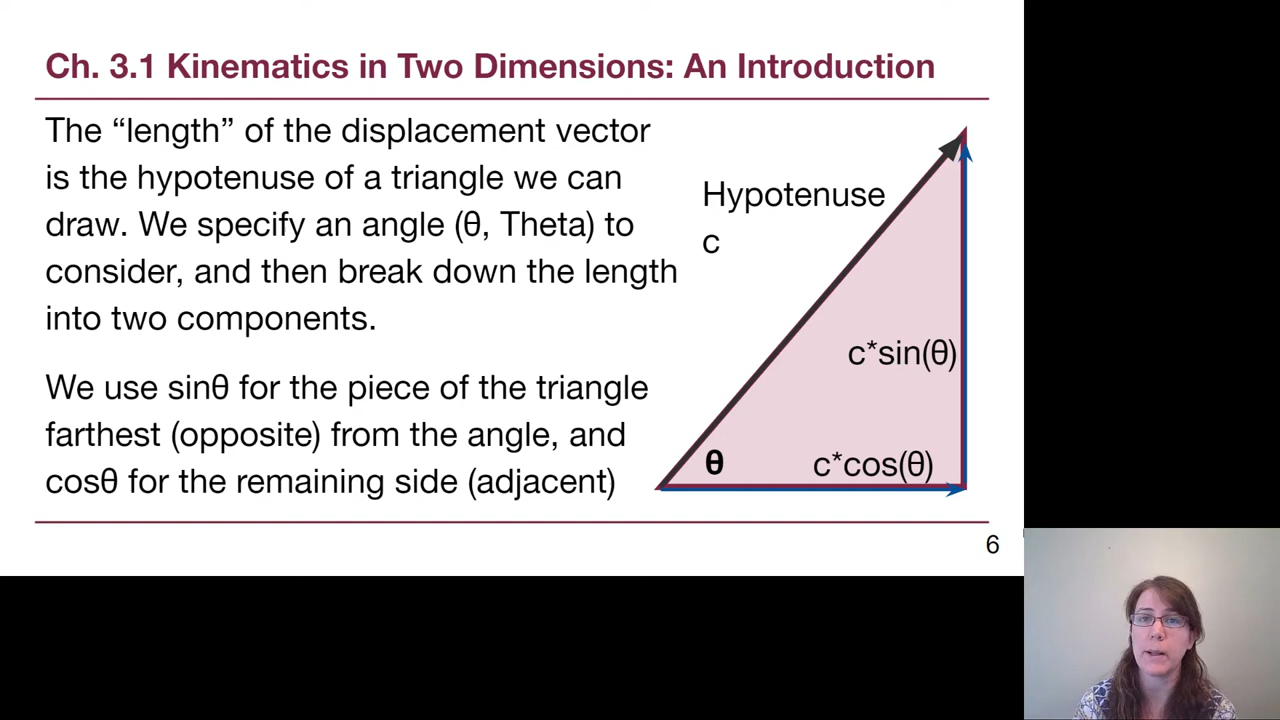 Ch. 3.1 Kinematics in Two Dimensions: An Introduction
The “length” of the displacement vector
is the hypotenuse of a triangle we can
draw. We specify an angle (θ, Theta) to
consider, and then break down the length
into two components.
We use sinθ for the piece of the triangle
farthest (opposite) from the angle, and
cosθ for the remaining side (adjacent)
Hypotenuse
c
c*sin(θ)
θ
c*cos(θ)
6